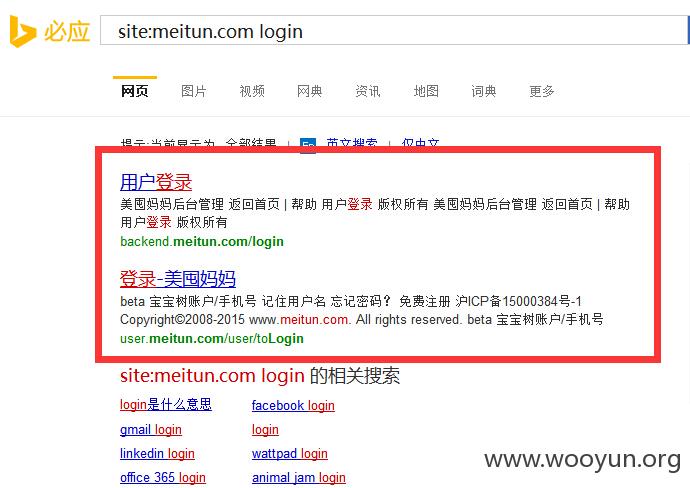 必应
site:meitun.com login
网页 图片 视频 网典 资讯 地图 词典 更多
提示:当前显示为 全部结果 | En 英文搜索 | 仅中文
用户登录
美囤妈妈后台管理 返回首页 | 帮助 用户登录 版权所有 美囤妈妈后台管理 返回首页 | 帮助
用户登录 版权所有
backend.meitun.com/login
登录-美囤妈妈
beta 宝宝树账户/手机号 记住用户名 忘记密码? 免费注册 沪ICP备15000384号-1
Copyright©2008-2015 www.meitun.com. All rights reserved. beta 宝宝树账户/手机号
user.meitun.com/user/toLogin
site:meitun.com login 的相关搜索
login是什么意思 facebook login
gmail login login
linkedin login wattpad login
office 365 login animal jam login
www.wooyun.org